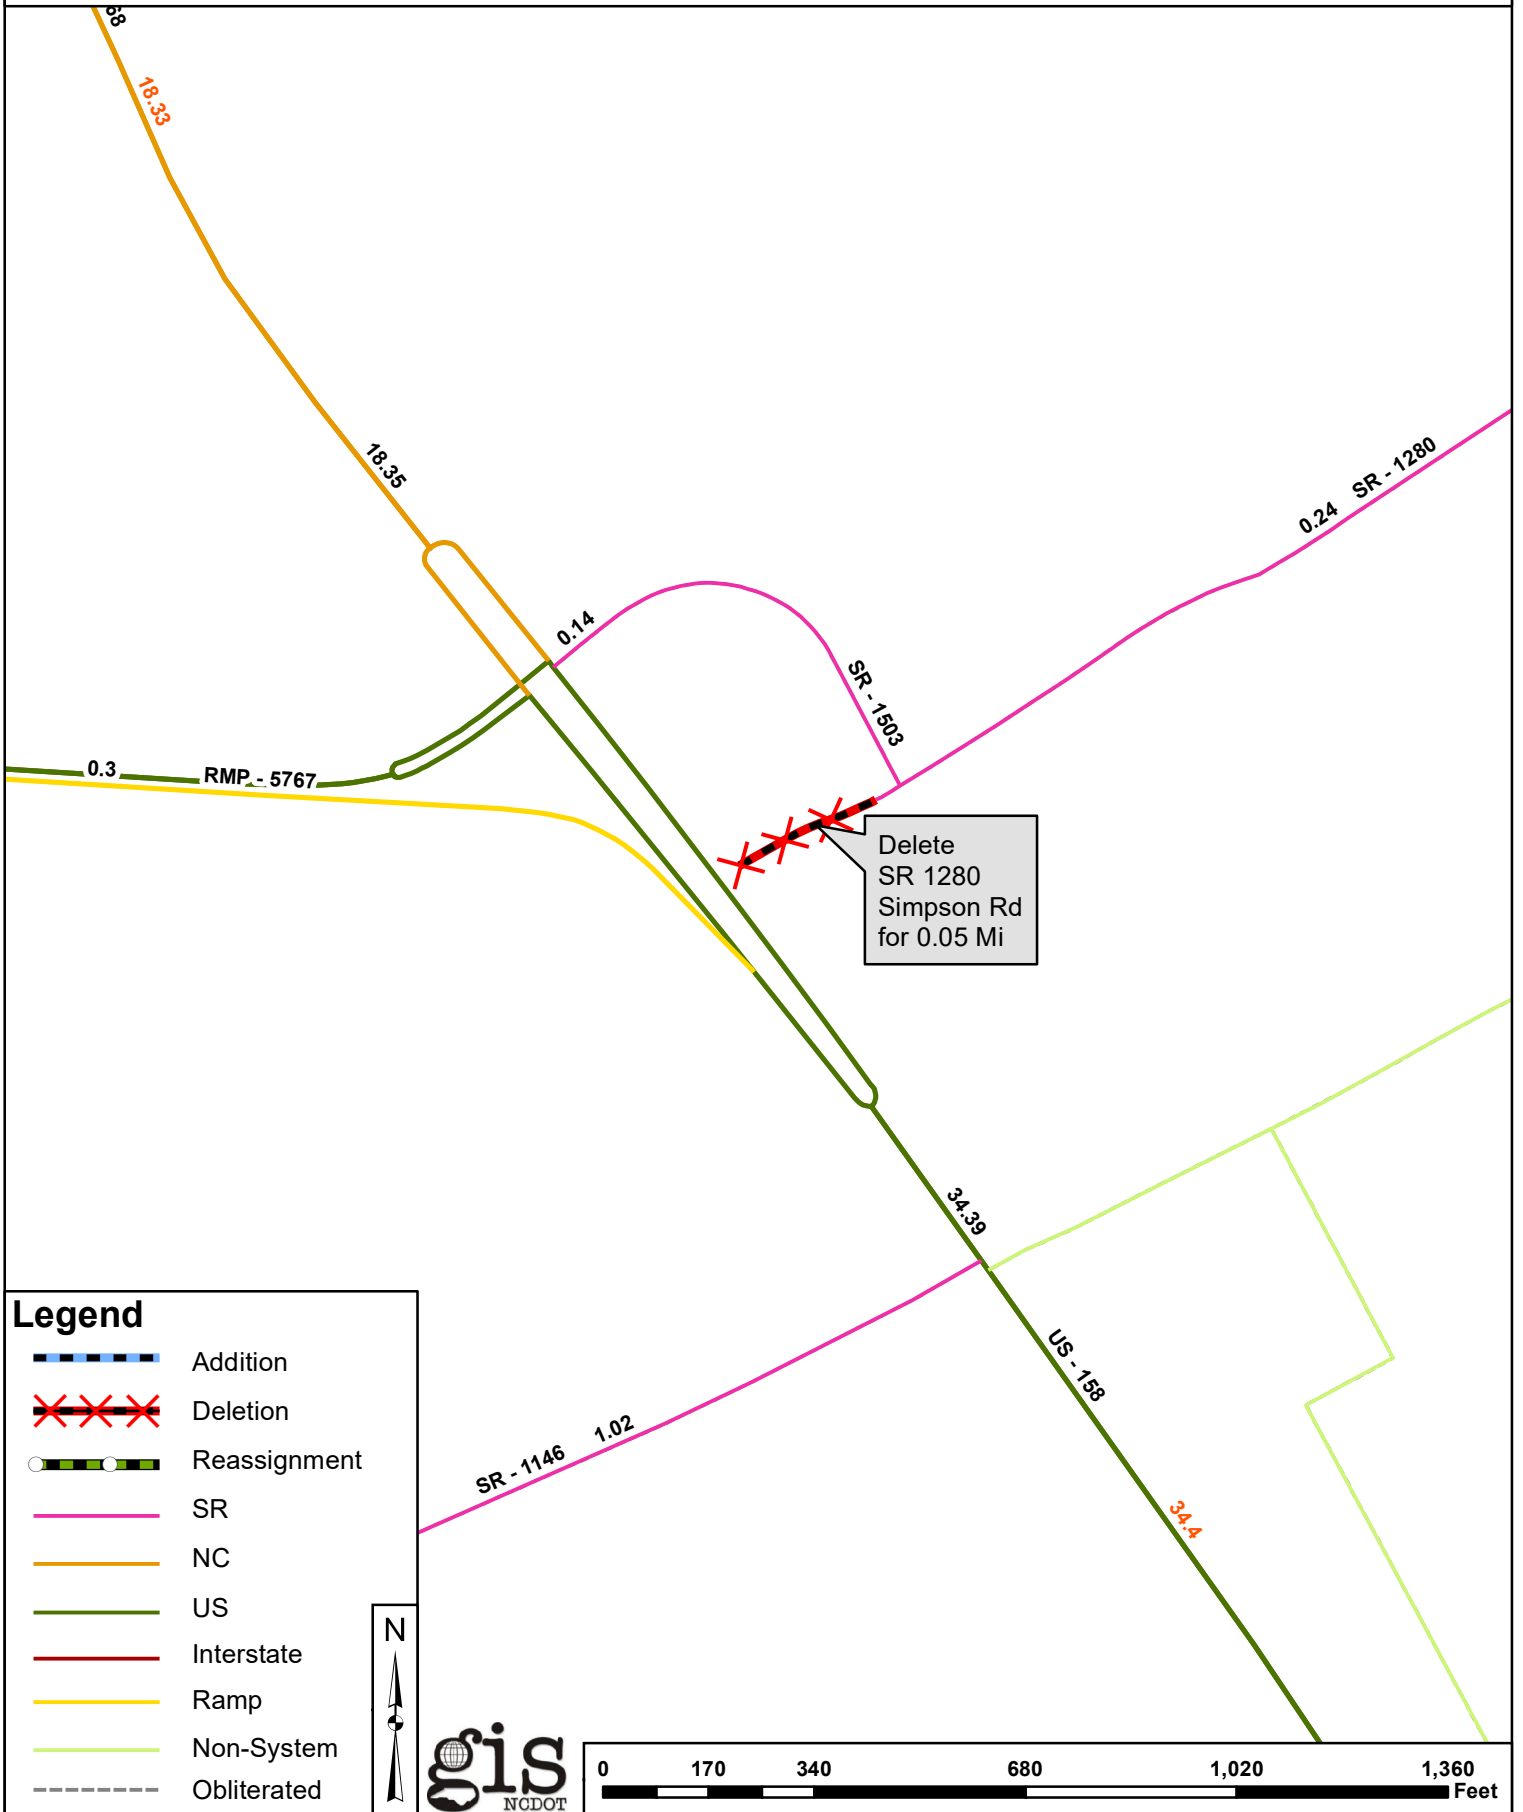 68
18.33
18.35
SR - 1280
0.24
0.14
SR - 1503
0.3
RMP - 5767
Delete
SR 1280
Simpson Rd
for 0.05 Mi
34.39
US - 158
SR - 1146
1.02
34.4
Legend
Addition
Deletion
Reassignment
SR
NC
US
Interstate
Ramp
Non-System
Obliterated
N
gis
NCDOT
0 170 340 680 1,020 1,360
Feet